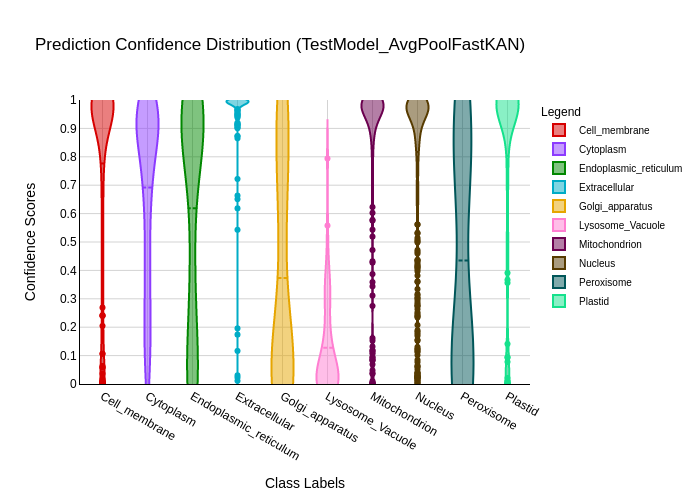 Prediction Confidence Distribution (TestModel_AvgPoolFastKAN)
Confidence Scores
1
0.9
0.8
0.7
0.6
0.5
0.4
0.3
0.2
0.1
0
Cell_membrane
Cytoplasm
Endoplasmic_reticulum
Extracellular
Golgi_apparatus
Lysosome_Vacuole
Mitochondrion
Nucleus
Peroxisome
Plastid
Class Labels
Legend
Cell_membrane
Cytoplasm
Endoplasmic_reticulum
Extracellular
Golgi_apparatus
Lysosome_Vacuole
Mitochondrion
Nucleus
Peroxisome
Plastid